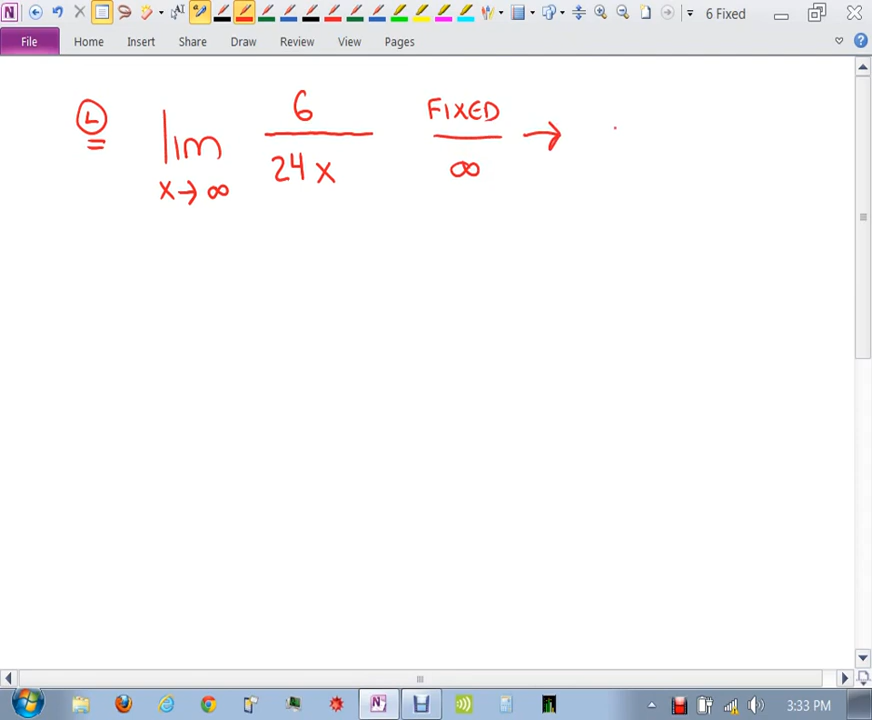 6 Fixed
File Home Insert Share Draw Review View Pages
L
=
lim x→∞ 6/24x FIXED/∞ →
3:33 PM